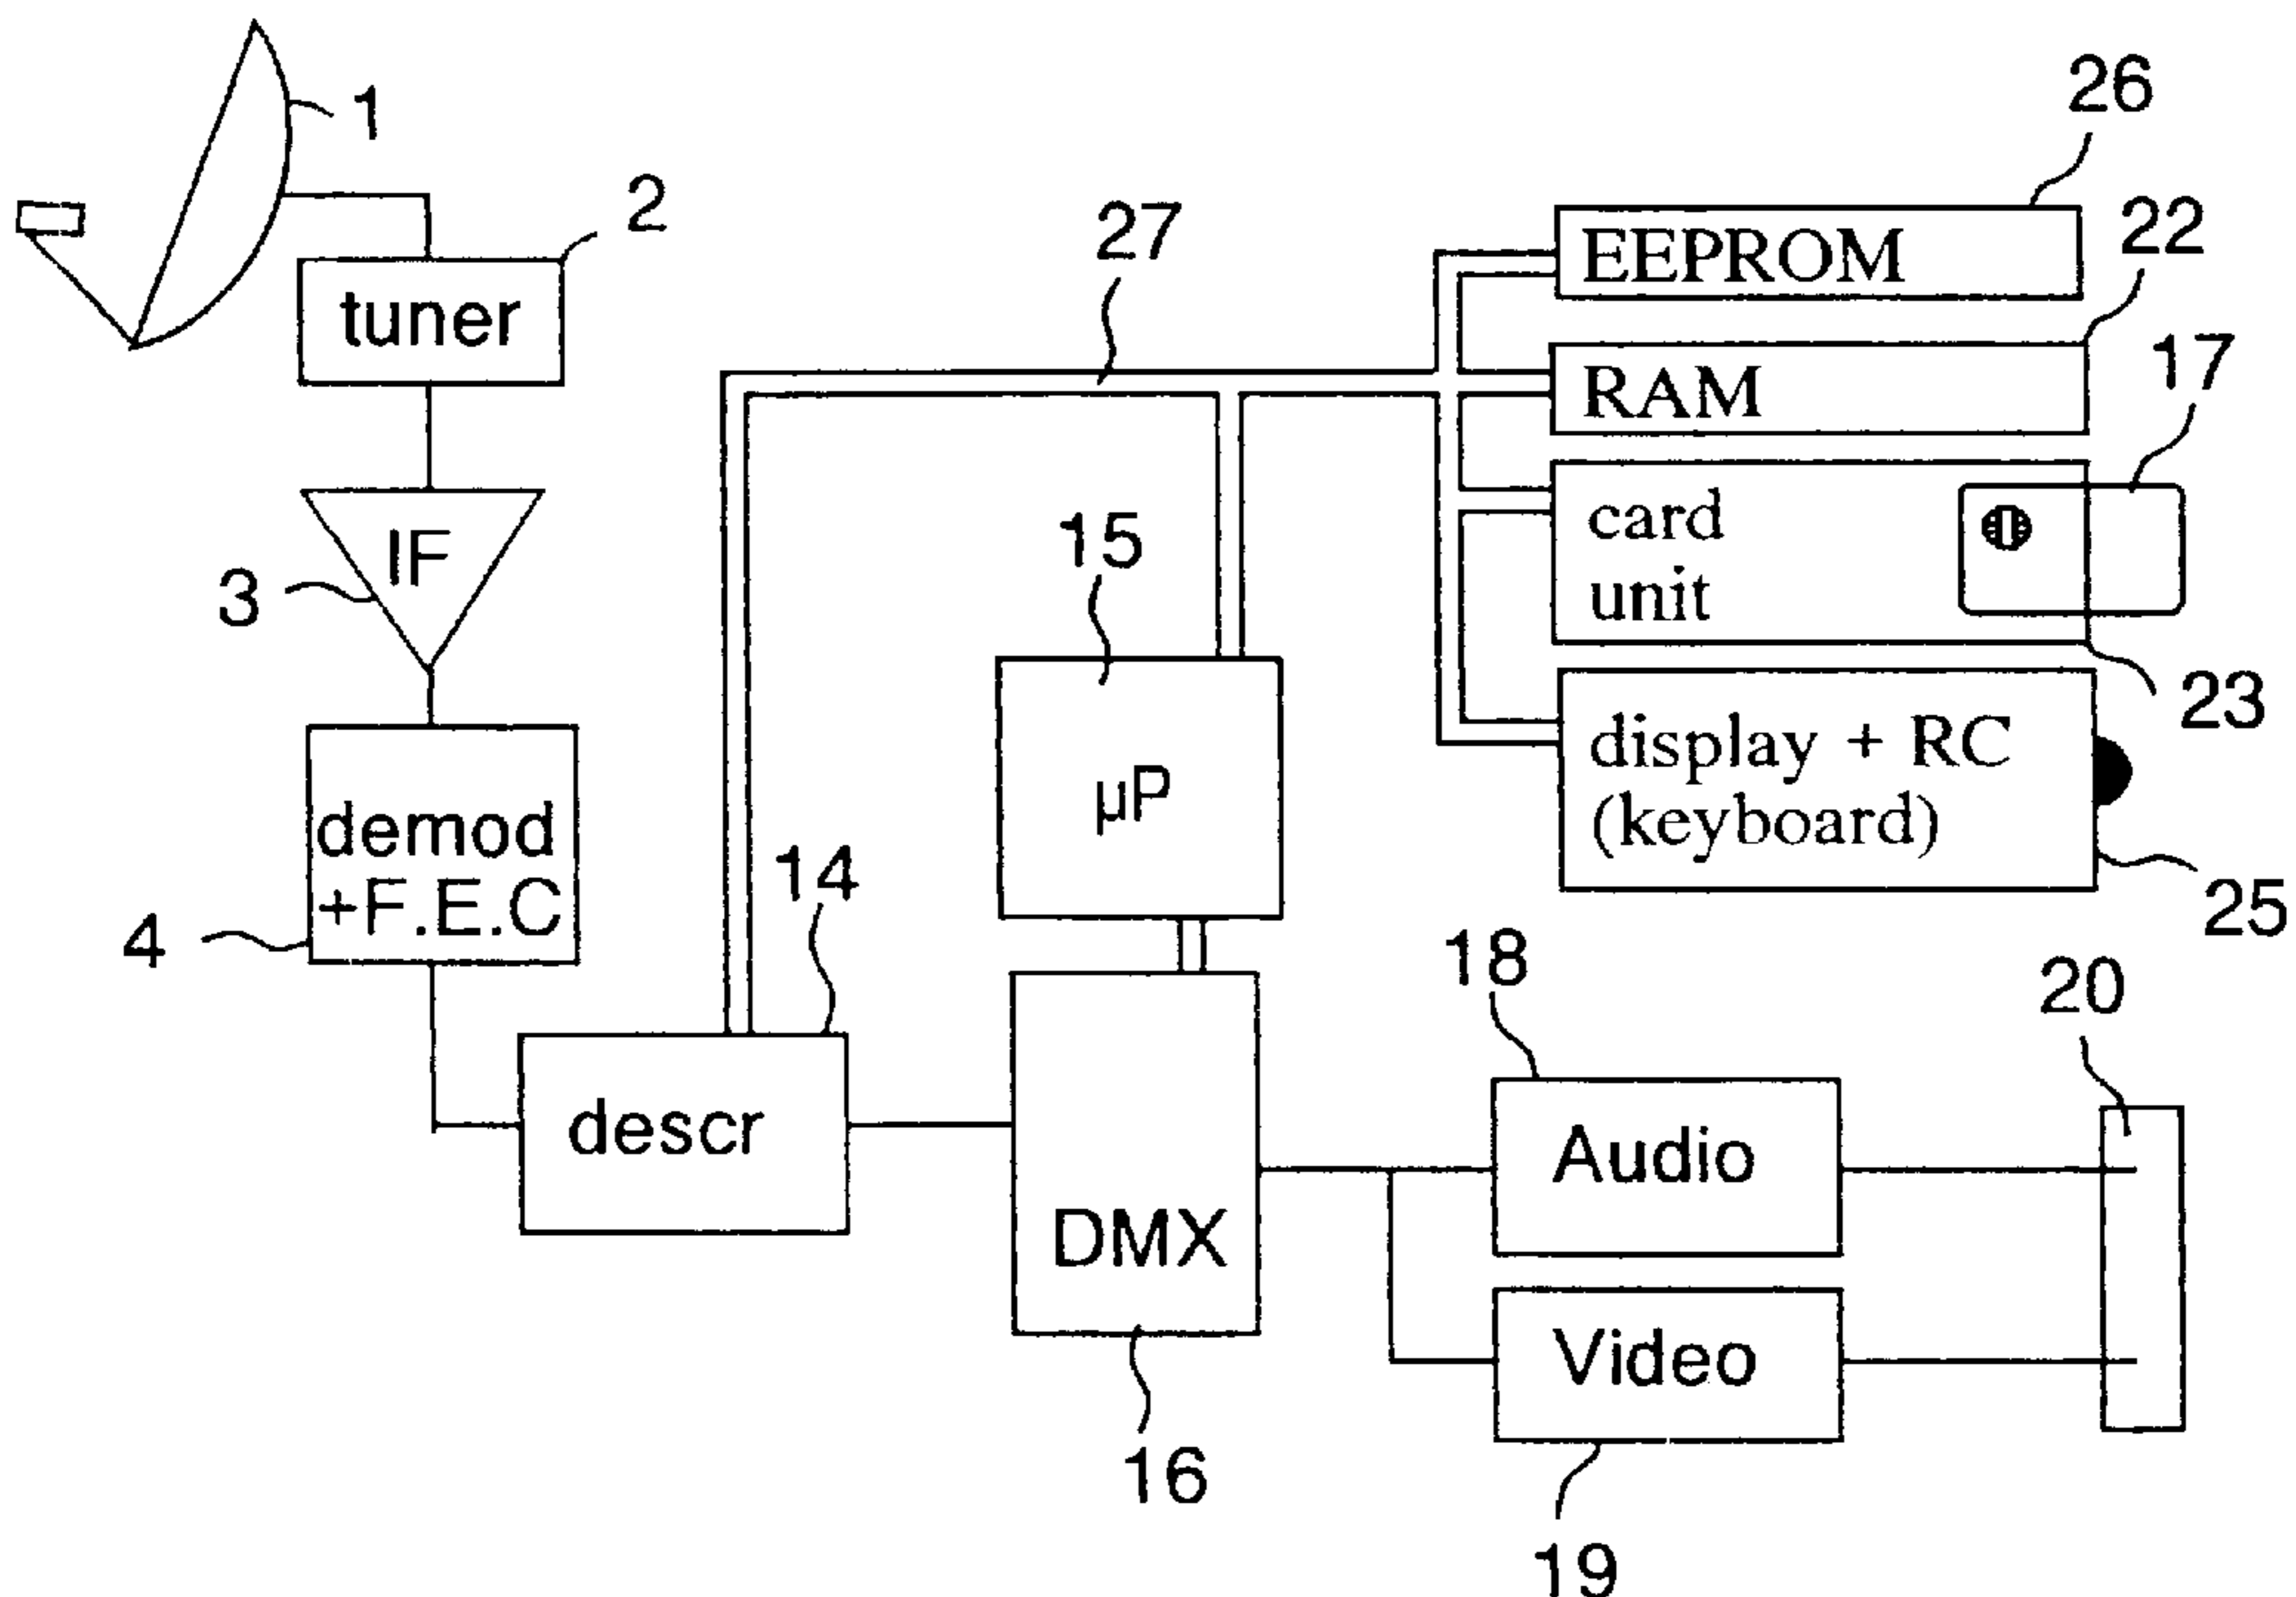 1
2
tuner
IF
3
demod
+F.E.C
4
14
descr
27
15
µP
DMX
16
26
EEPROM
22
RAM
17
card
unit
23
display + RC
(keyboard)
25
18
Audio
20
Video
19